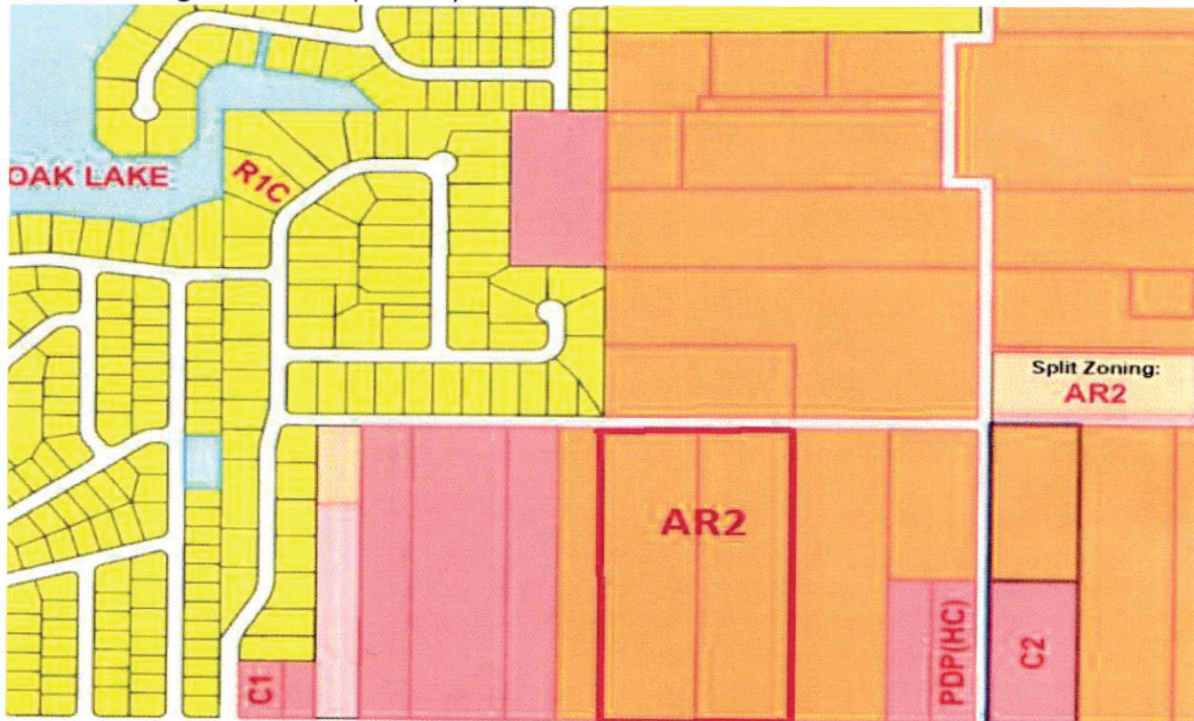 OAK LAKE
R1C
Split Zoning:
AR2
AR2
C1
PDP(HC)
C2